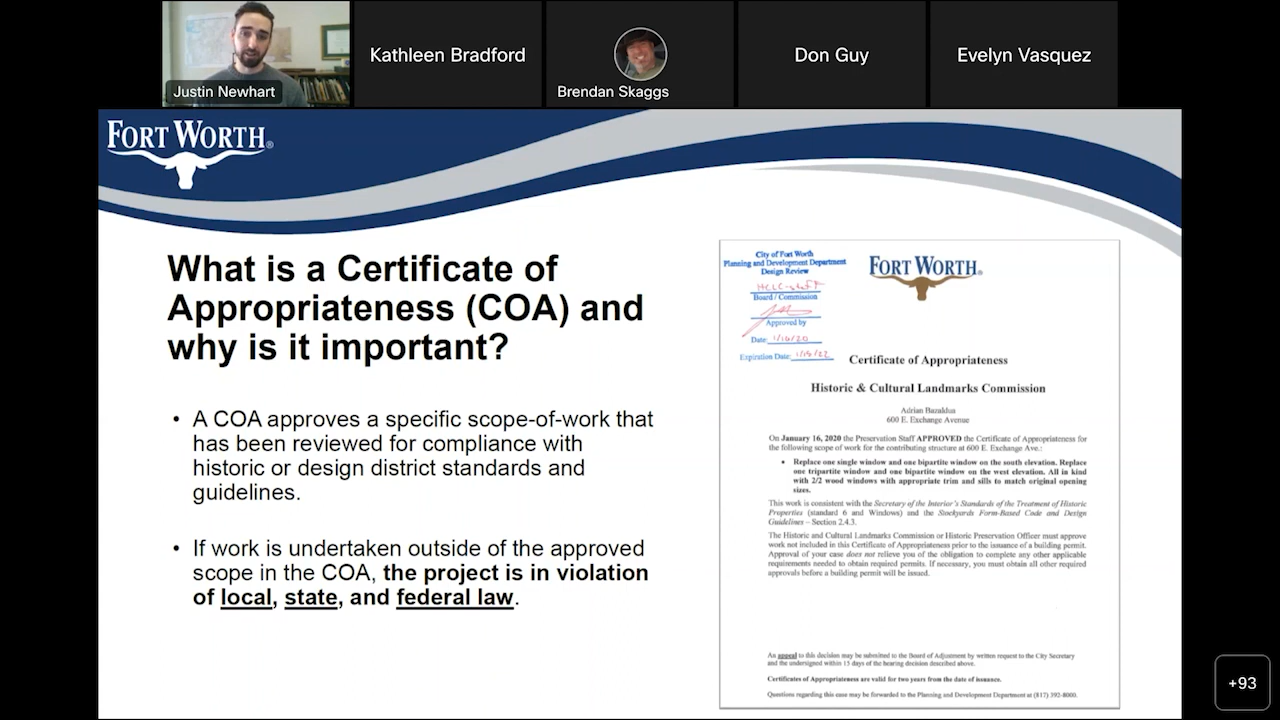 Justin Newhart
Kathleen Bradford
Brendan Skaggs
Don Guy
Evelyn Vasquez
FORT WORTH®
What is a Certificate of
Appropriateness (COA) and
why is it important?
• A COA approves a specific scope-of-work that
has been reviewed for compliance with
historic or design district standards and
guidelines.
• If work is undertaken outside of the approved
scope in the COA, the project is in violation
of local, state, and federal law.
City of Fort Worth
Planning and Development Department
Design Review
HCLC-staff
Board / Commission
Approved by
Date: 1/16/20
Expiration Date: 1/15/22
FORT WORTH®
Certificate of Appropriateness
Historic & Cultural Landmarks Commission
Adrian Bazaldua
600 E. Exchange Avenue
On January 16, 2020 the Preservation Staff APPROVED the Certificate of Appropriateness for
the following scope of work for the contributing structure at 600 E. Exchange Ave.:
• Replace one single window and one bipartite window on the south elevation. Replace
one tripartite window and one bipartite window on the west elevation. All in kind
with 2/2 wood windows with appropriate trim and sills to match original opening
sizes.
This work is consistent with the Secretary of the Interior's Standards of the Treatment of Historic
Properties (standard 6 and Windows) and the Stockyards Form-Based Code and Design
Guidelines – Section 2.4.3.
The Historic and Cultural Landmarks Commission or Historic Preservation Officer must approve
work not included in this Certificate of Appropriateness prior to the issuance of a building permit.
Approval of your case does not relieve you of the obligation to complete any other applicable
requirements needed to obtain required permits. If necessary, you must obtain all other required
approvals before a building permit will be issued.
An appeal to this decision may be submitted to the Board of Adjustment by written request to the City Secretary
and the undersigned within 15 days of the hearing decision described above.
Certificates of Appropriateness are valid for two years from the date of issuance.
Questions regarding this case may be forwarded to the Planning and Development Department at (817) 392-8000.
+93